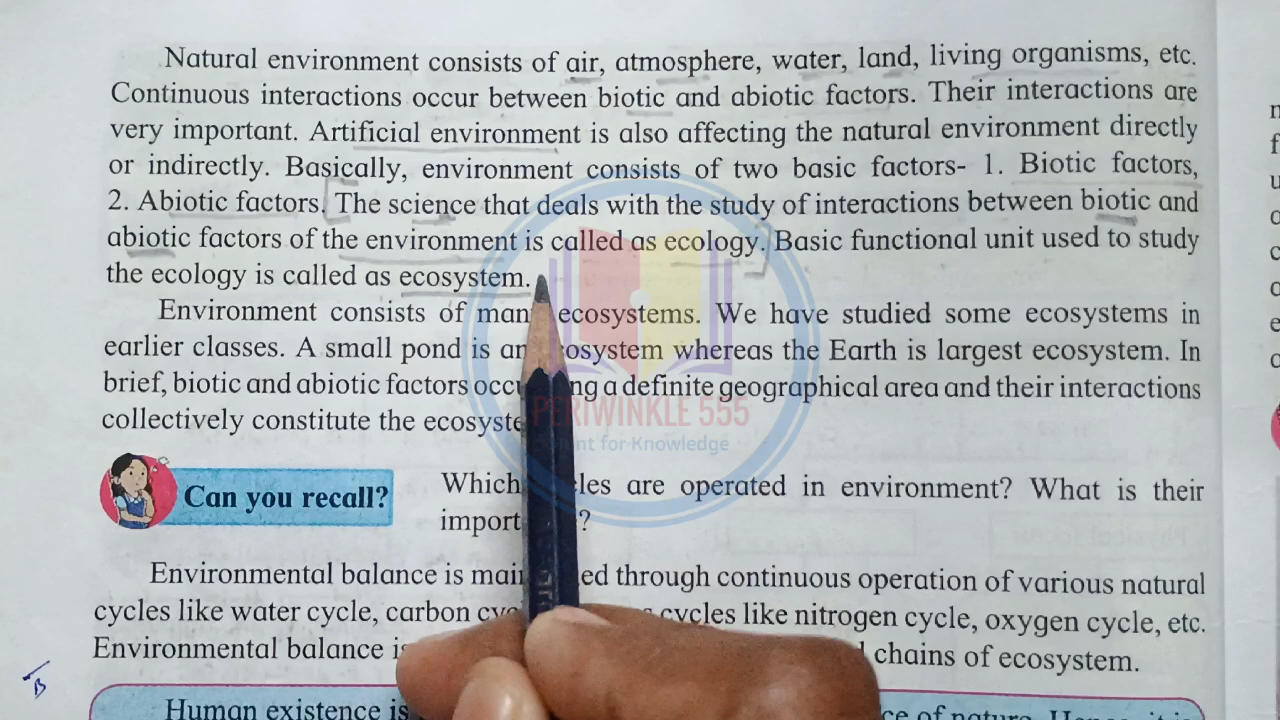 Natural environment consists of air, atmosphere, water, land, living organisms, etc.
Continuous interactions occur between biotic and abiotic factors. Their interactions are
very important. Artificial environment is also affecting the natural environment directly
or indirectly. Basically, environment consists of two basic factors- 1. Biotic factors,
2. Abiotic factors. The science that deals with the study of interactions between biotic and
abiotic factors of the environment is called as ecology. Basic functional unit used to study
the ecology is called as ecosystem.
Environment consists of ecosystems. We have studied some ecosystems in
earlier classes. A small pond is an ecosystem whereas the Earth is largest ecosystem. In
brief, biotic and abiotic factors a definite geographical area and their interactions
collectively constitute the
PERIWINKLE 555
for Knowledge
Can you recall?
Which are operated in environment? What is their
?
Environmental balance is through continuous operation of various natural
cycles like water cycle, carbon cycles like nitrogen cycle, oxygen cycle, etc.
Environmental balance is chains of ecosystem.
B
Human existence is of nature. Hence, it is